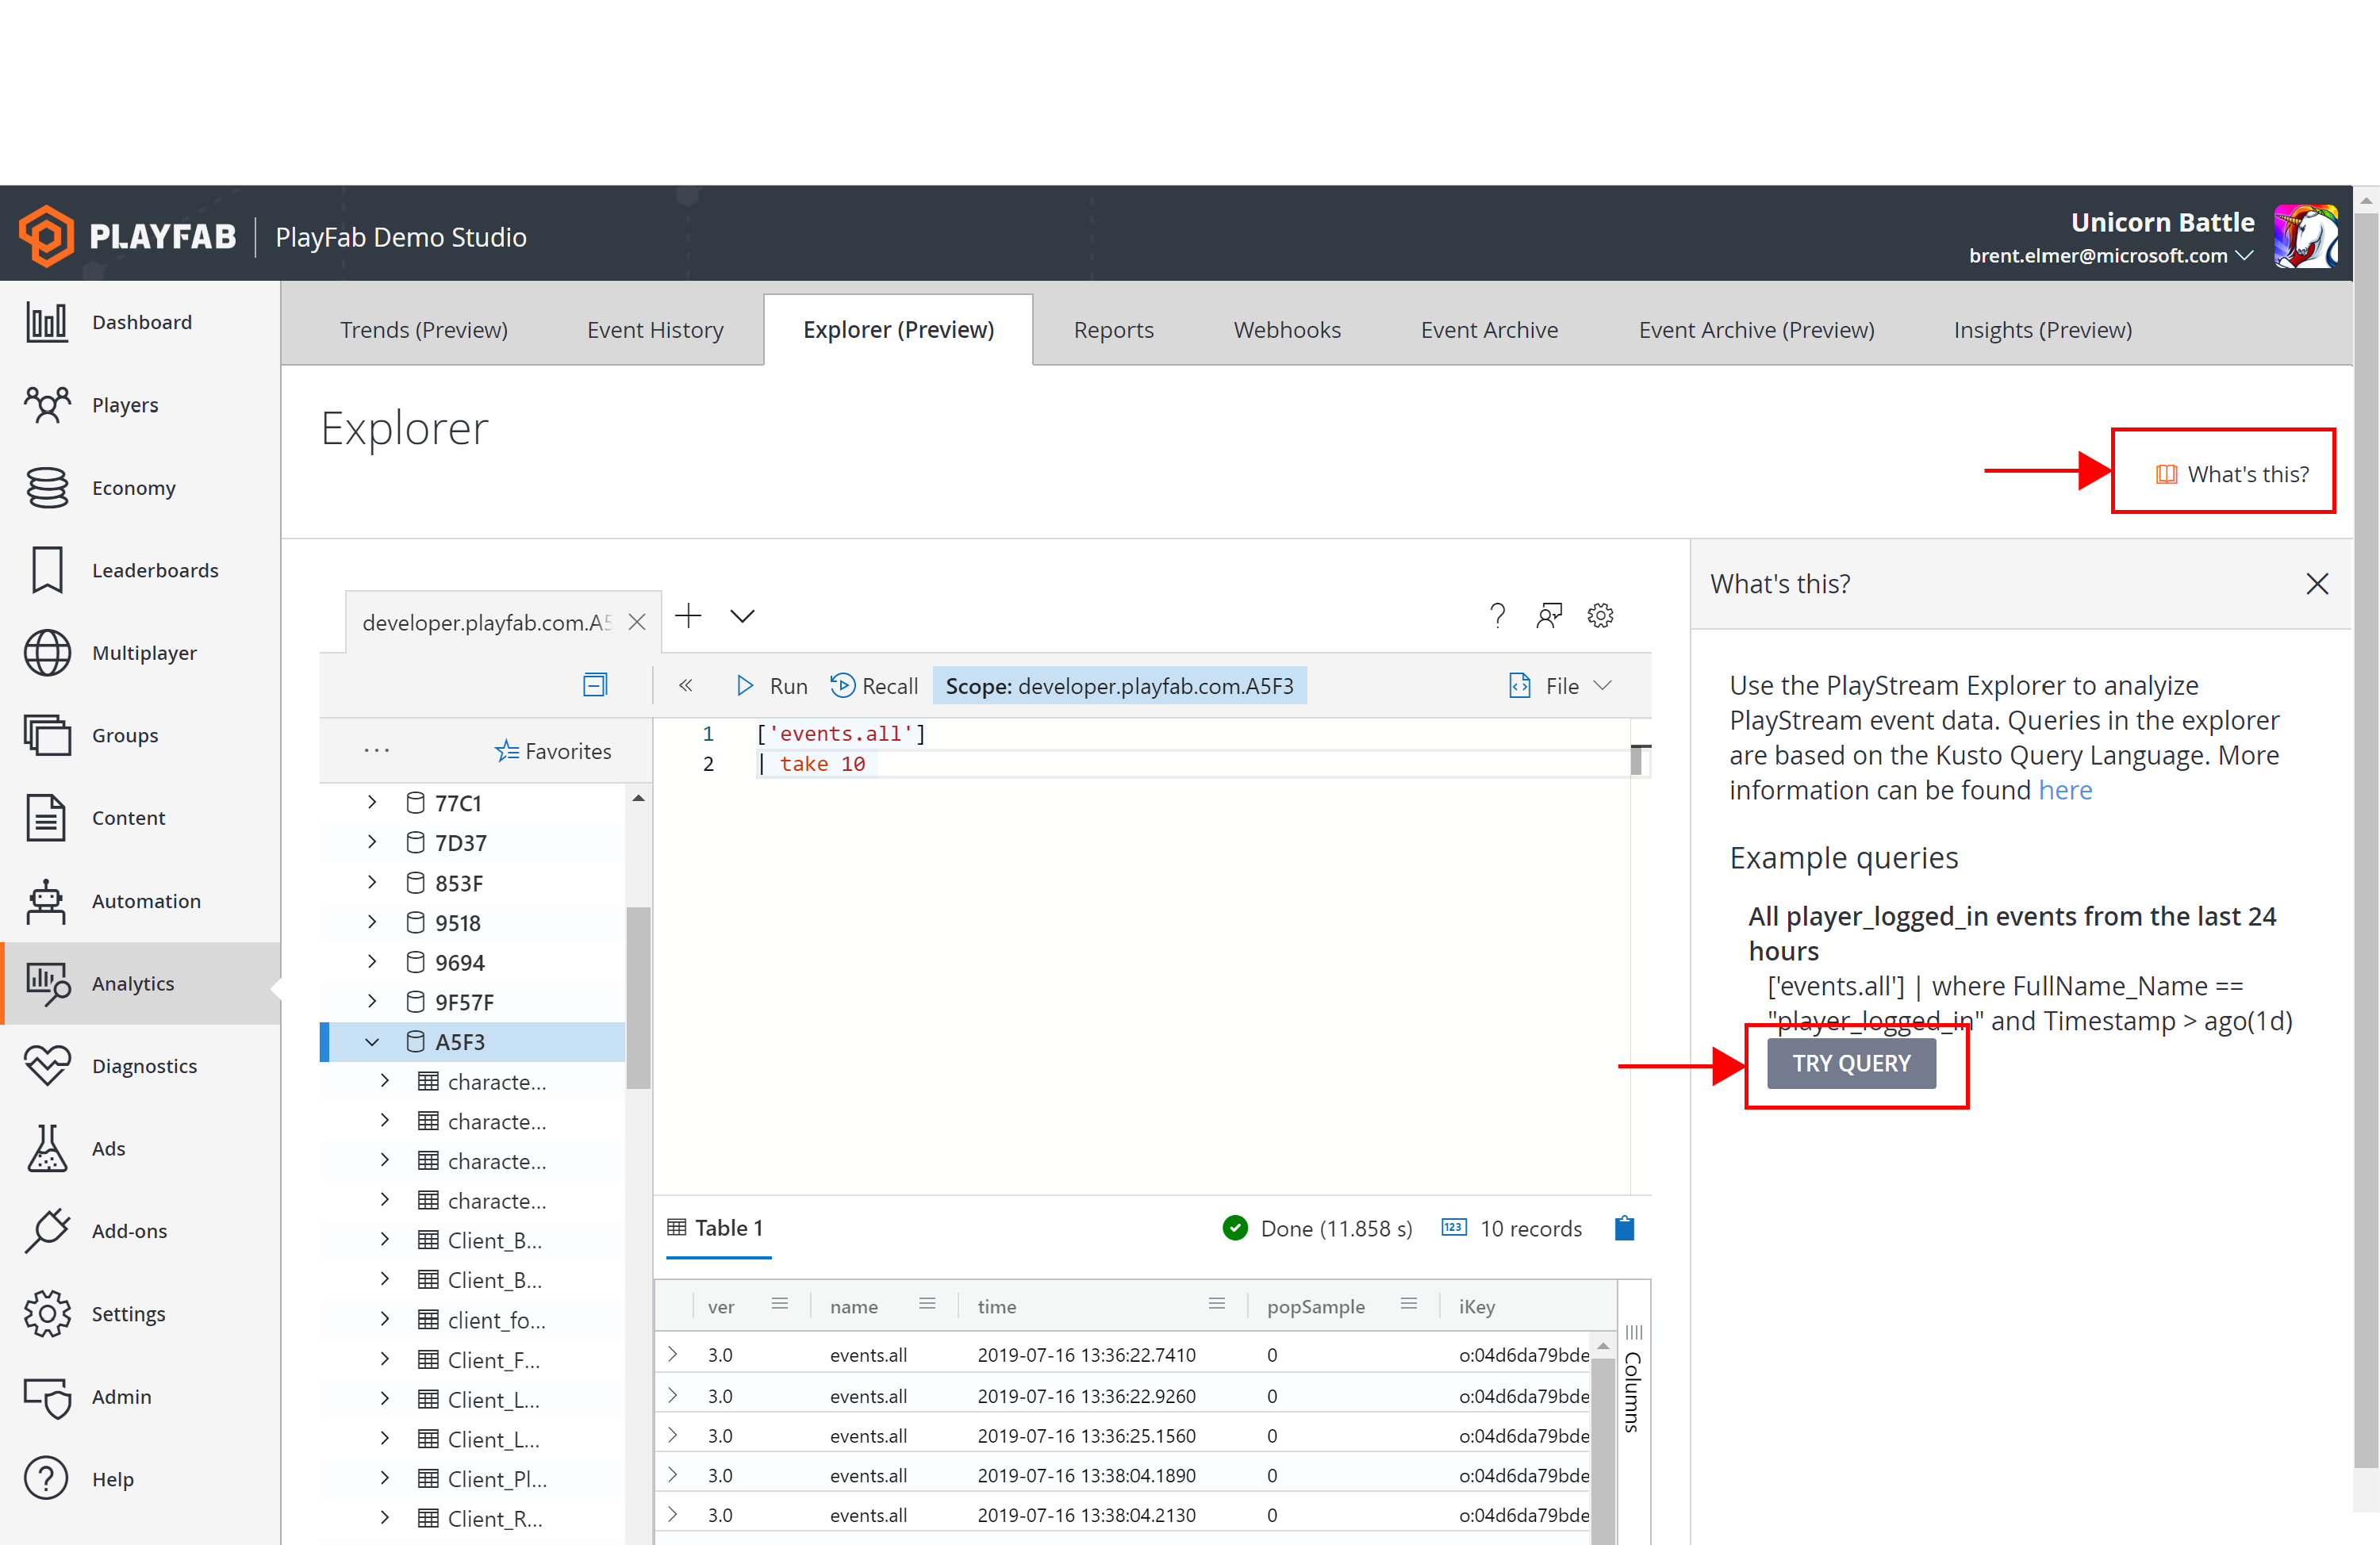 PLAYFAB
PlayFab Demo Studio
Unicorn Battle
brent.elmer@microsoft.com
Dashboard
Players
Economy
Leaderboards
Multiplayer
Groups
Content
Automation
Analytics
Diagnostics
Ads
Add-ons
Settings
Admin
Help
Trends (Preview)
Event History
Explorer (Preview)
Reports
Webhooks
Event Archive
Event Archive (Preview)
Insights (Preview)
Explorer
What's this?
developer.playfab.com.A5
Run
Recall
Scope: developer.playfab.com.A5F3
File
... Favorites
77C1
7D37
853F
9518
9694
9F57F
A5F3
characte...
characte...
characte...
characte...
Client_B...
Client_B...
client_fo...
Client_F...
Client_L...
Client_L...
Client_Pl...
Client_R...
1 ['events.all']
2 | take 10
Table 1
Done (11.858 s)
123 10 records
ver name time popSample iKey
3.0 events.all 2019-07-16 13:36:22.7410 0 o:04d6da79bde
3.0 events.all 2019-07-16 13:36:22.9260 0 o:04d6da79bde
3.0 events.all 2019-07-16 13:36:25.1560 0 o:04d6da79bde
3.0 events.all 2019-07-16 13:38:04.1890 0 o:04d6da79bde
3.0 events.all 2019-07-16 13:38:04.2130 0 o:04d6da79bde
Columns
What's this?
Use the PlayStream Explorer to analyize
PlayStream event data. Queries in the explorer
are based on the Kusto Query Language. More
information can be found here
Example queries
All player_logged_in events from the last 24
hours
['events.all'] | where FullName_Name ==
"player_logged_in" and Timestamp > ago(1d)
TRY QUERY